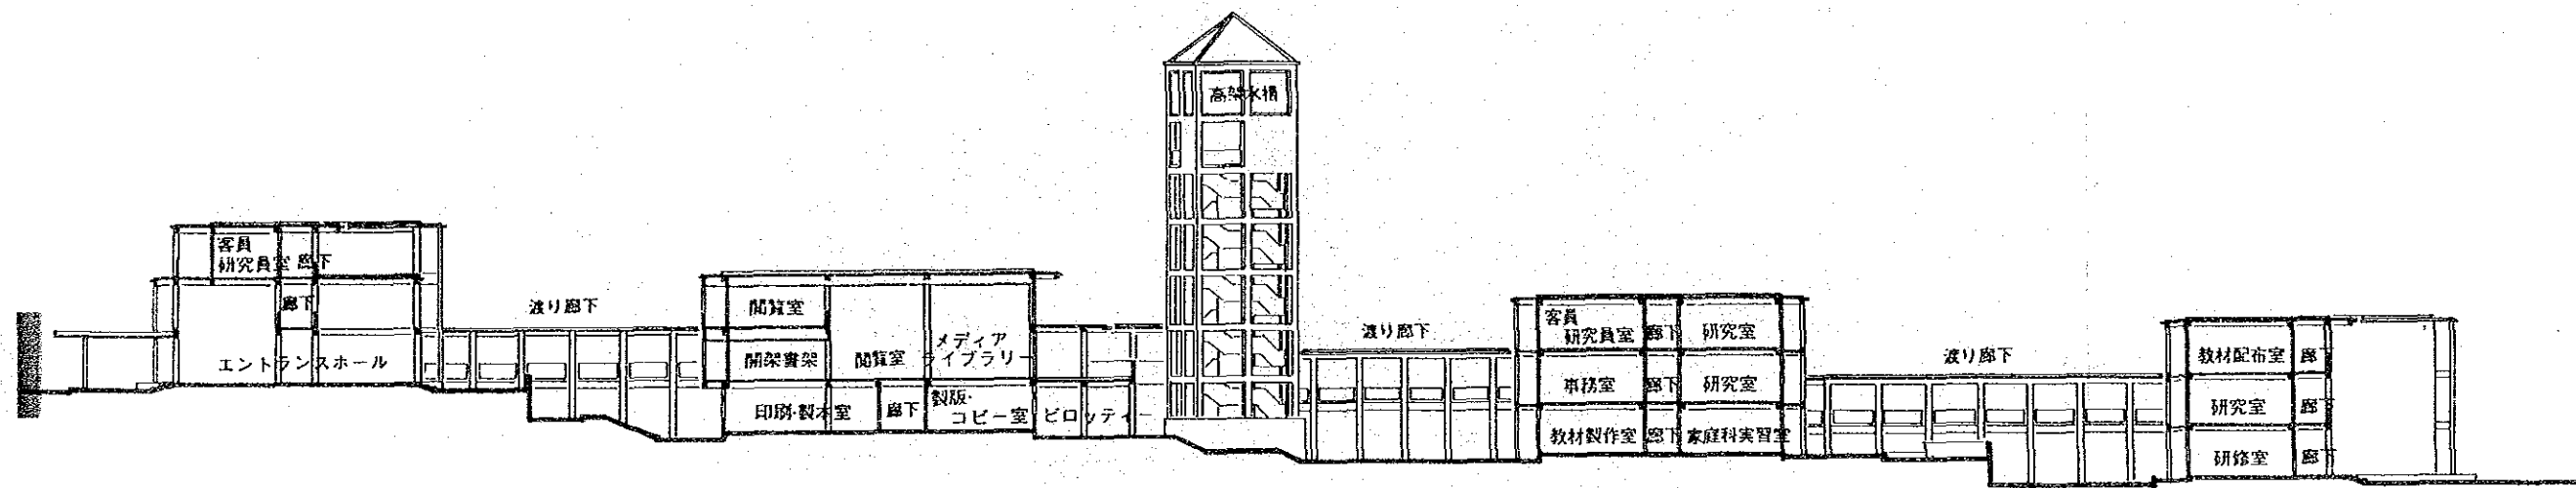 高架水槽
客員
研究員室 廊下
廊下
エントランスホール
渡り廊下
閲覧室
開架書架
閲覧室
メディア
ライブラリー
印刷・製本室
廊下
製版・
コピー室
ピロッティー
渡り廊下
客員
研究員室 廊下 研究室
事務室 廊下 研究室
教材製作室 廊下 家庭科実習室
渡り廊下
教材配布室 廊下
研究室 廊下
研修室 廊下